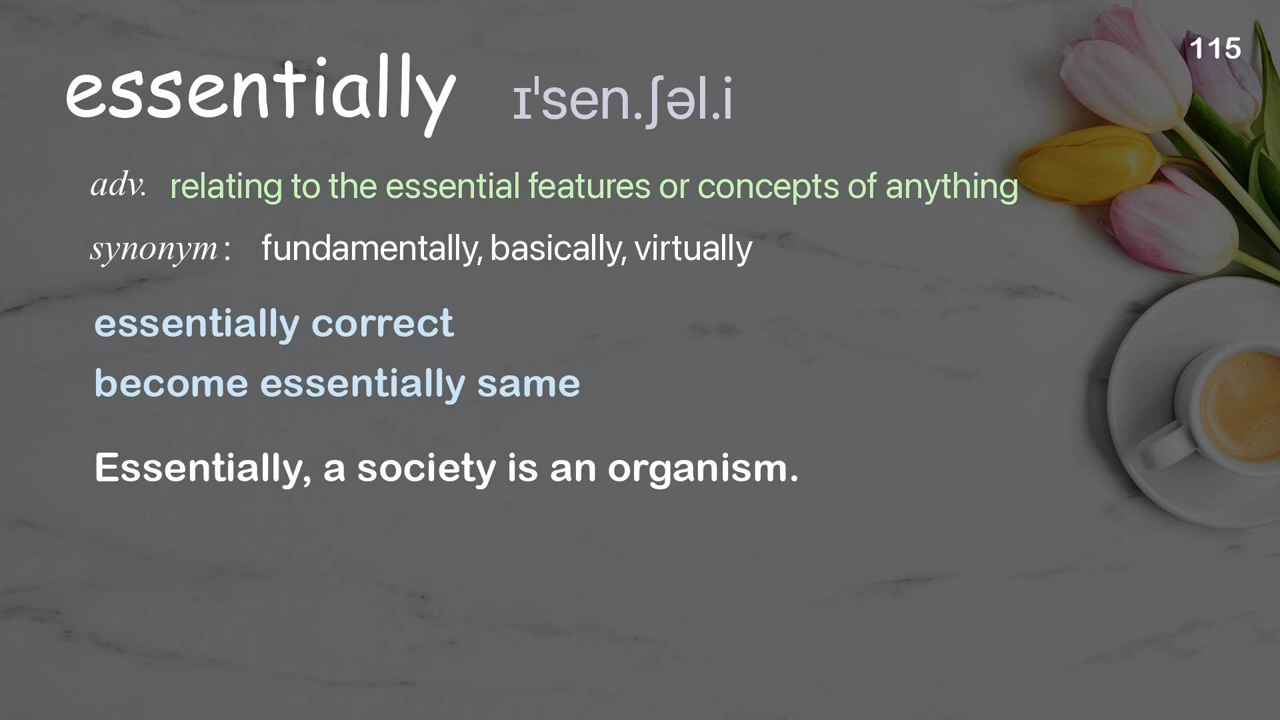 115
essentially ɪˈsen.ʃəl.i
adv. relating to the essential features or concepts of anything
synonym: fundamentally, basically, virtually
essentially correct
become essentially same
Essentially, a society is an organism.